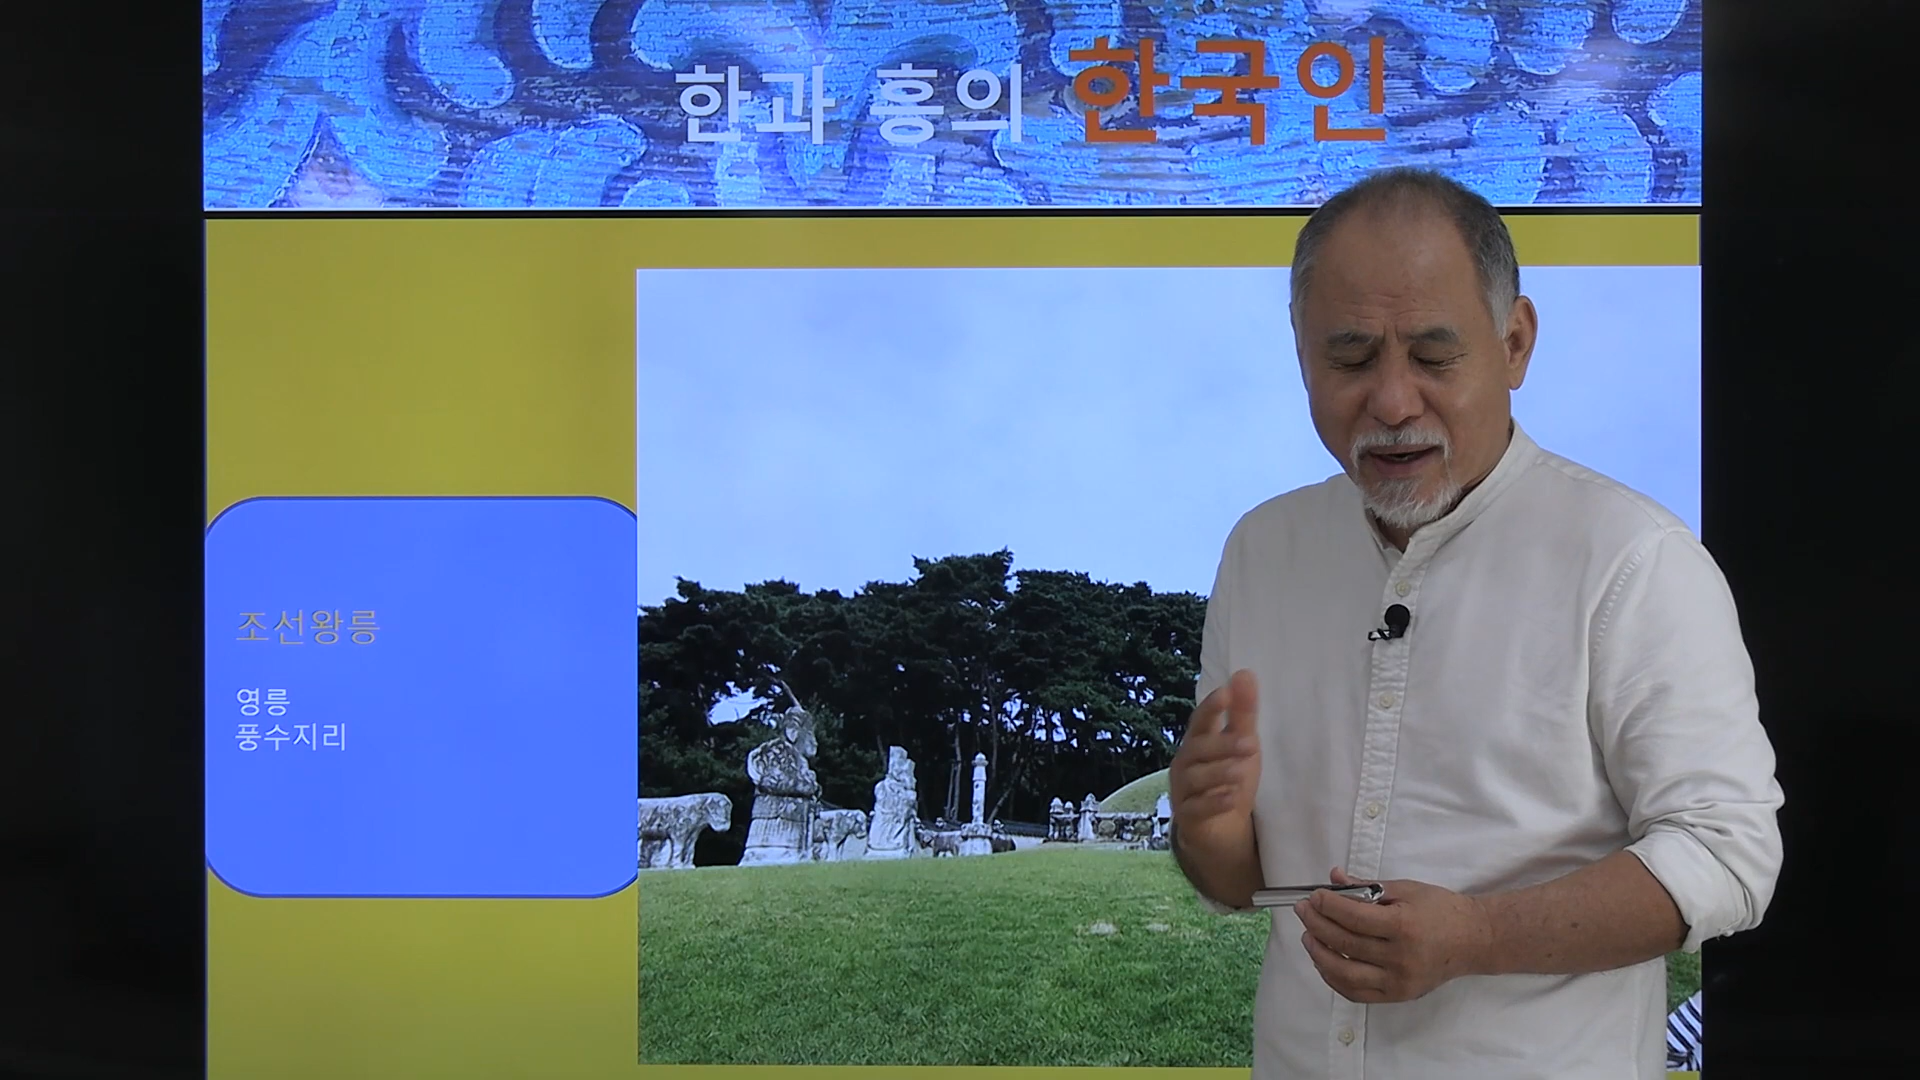 한과 흥의 한국인
조선왕릉
영릉
풍수지리